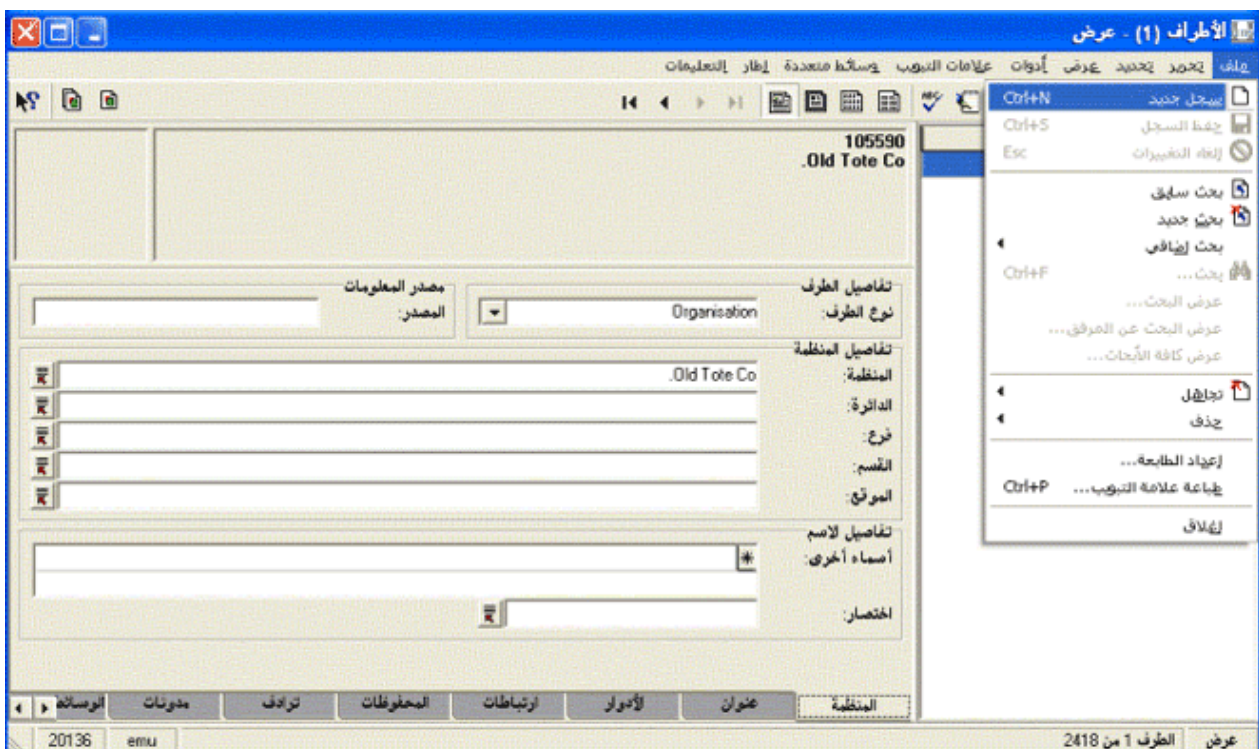 الأطراف (1) - عرض
ملف تحرير تحديد عرض أدوات علامات التبويب وسائط متعددة إطار التعليمات
سجل جديد Ctrl+N
حفظ السجل Ctrl+S
إلغاء التغييرات Esc
بحث سابق
بحث جديد
بحث إضافي
بحث... Ctrl+F
عرض البحث...
عرض البحث عن المرفق...
عرض كافة الأبحاث...
تجاهل
حذف
إعداد الطابعة...
طباعة علامة التبويب... Ctrl+P
إغلاق
105590
.Old Tote Co
تفاصيل الطرف
نوع الطرف: Organisation
مصدر المعلومات
المصدر:
تفاصيل المنظمة
المنظمة: .Old Tote Co
الدائرة:
فرع:
القسم:
الموقع:
تفاصيل الاسم
أسماء أخرى:
اختصار:
المنظمة عنوان الأدوار ارتباطات المحفوظات ترادف مدونات الوسائط
عرض الطرف 1 من 2418 emu 20136